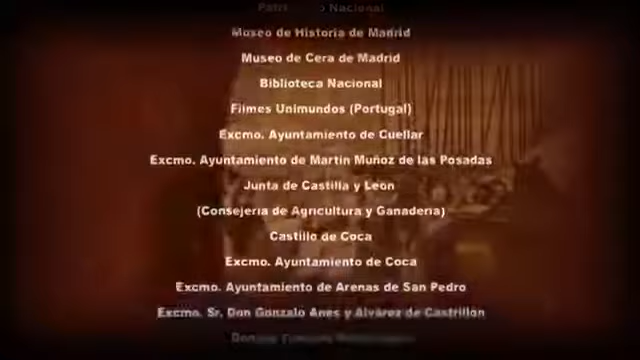 Nacional
Museo de Historia de Madrid
Museo de Cera de Madrid
Biblioteca Nacional
Filmes Unimundos (Portugal)
Excmo. Ayuntamiento de Cuellar
Excmo. Ayuntamiento de Martin Muñoz de las Posadas
Junta de Castilla y Leon
(Consejeria de Agricultura y Ganaderia)
Castillo de Coca
Excmo. Ayuntamiento de Coca
Excmo. Ayuntamiento de Arenas de San Pedro
Excmo. Sr. Don Gonzalo Anes y Alvarez de Castrillon